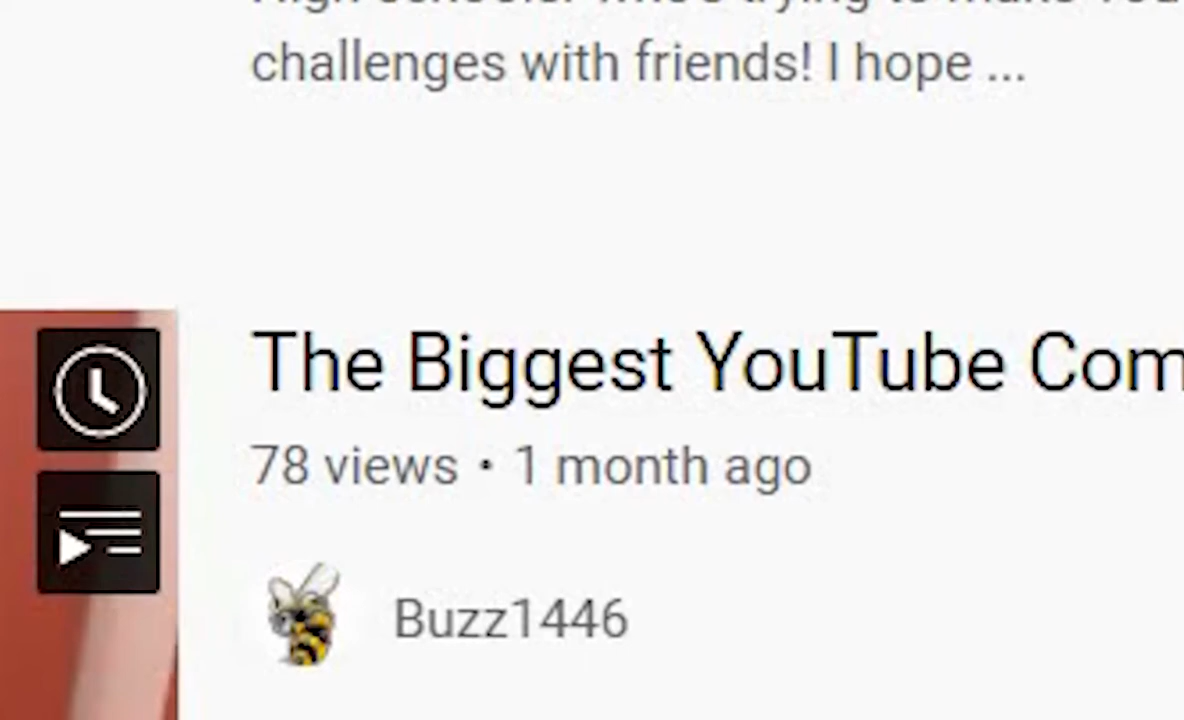 challenges with friends! I hope ...
The Biggest YouTube Com
78 views • 1 month ago
Buzz1446